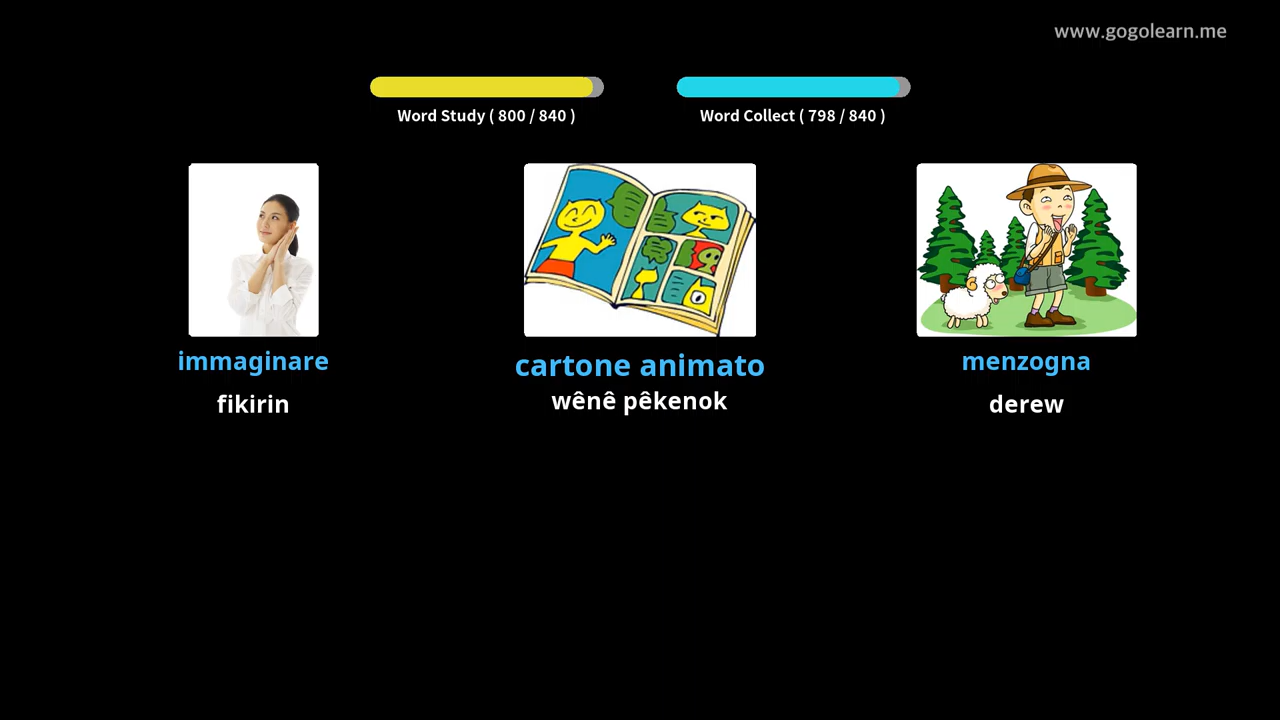 www.gogolearn.me
Word Study ( 800 / 840 )
Word Collect ( 798 / 840 )
immaginare
cartone animato
menzogna
fikirin
wênê pêkenok
derew